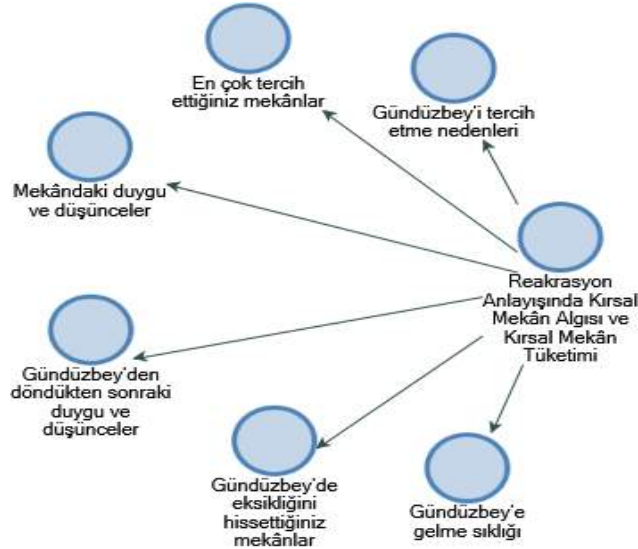 En çok tercih
ettiğiniz mekânlar
Gündüzbey'i tercih
etme nedenleri
Mekândaki duygu
ve düşünceler
Reakrasyon
Anlayışında Kırsal
Mekân Algısı ve
Kırsal Mekân
Tüketimi
Gündüzbey'den
döndükten sonraki
duygu ve
düşünceler
Gündüzbey'de
eksikliğini
hissettiğiniz
mekânlar
Gündüzbey'e
gelme sıklığı